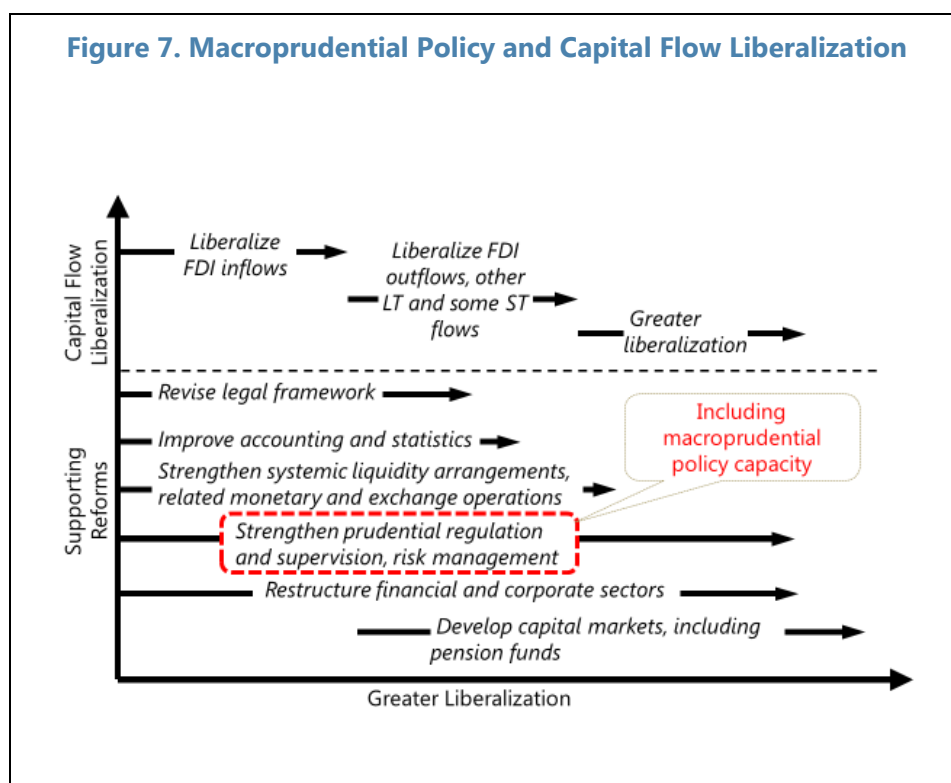 Figure 7. Macroprudential Policy and Capital Flow Liberalization
Capital Flow
Liberalization
Liberalize
FDI inflows
Liberalize FDI
outflows, other
LT and some ST
flows
Greater
liberalization
Supporting
Reforms
Revise legal framework
Improve accounting and statistics
Strengthen systemic liquidity arrangements,
related monetary and exchange operations
Strengthen prudential regulation
and supervision, risk management
Including
macroprudential
policy capacity
Restructure financial and corporate sectors
Develop capital markets, including
pension funds
Greater Liberalization